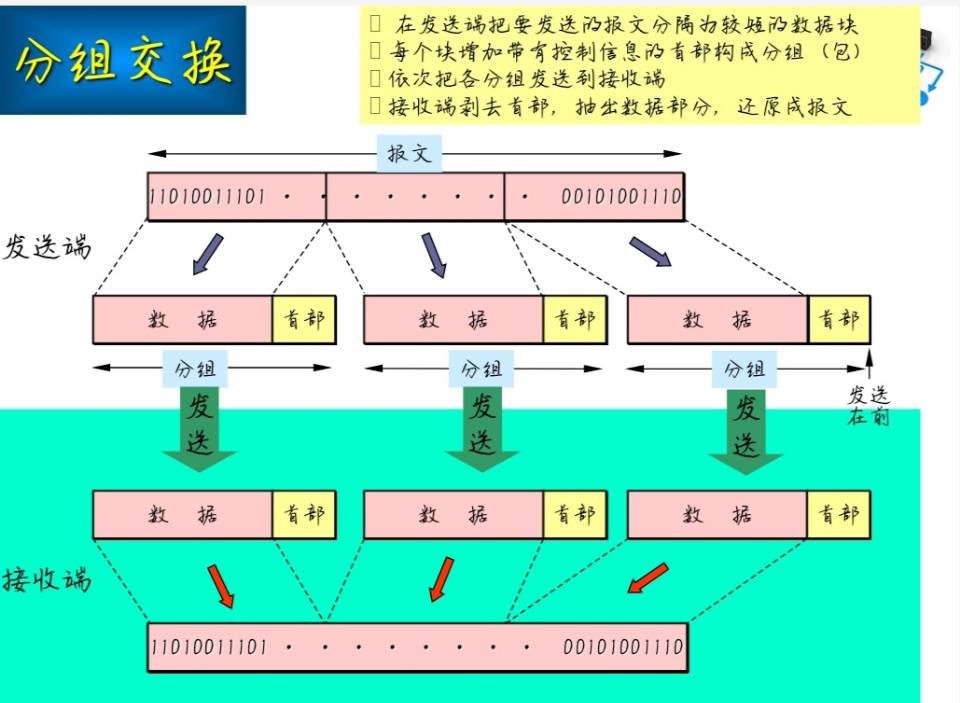 分组交换
在发送端把要发送的报文分隔为较短的数据块
每个块增加带有控制信息的首部构成分组（包）
依次把各分组发送到接收端
接收端剥去首部，抽出数据部分，还原成报文
报文
11010011101 · · · · · · · · 00101001110
发送端
数 据 首部 数 据 首部 数 据 首部
分组 分组 分组
发送
在前
发 发 发
送 送 送
数 据 首部 数 据 首部 数 据 首部
接收端
11010011101 · · · · · · · · 00101001110